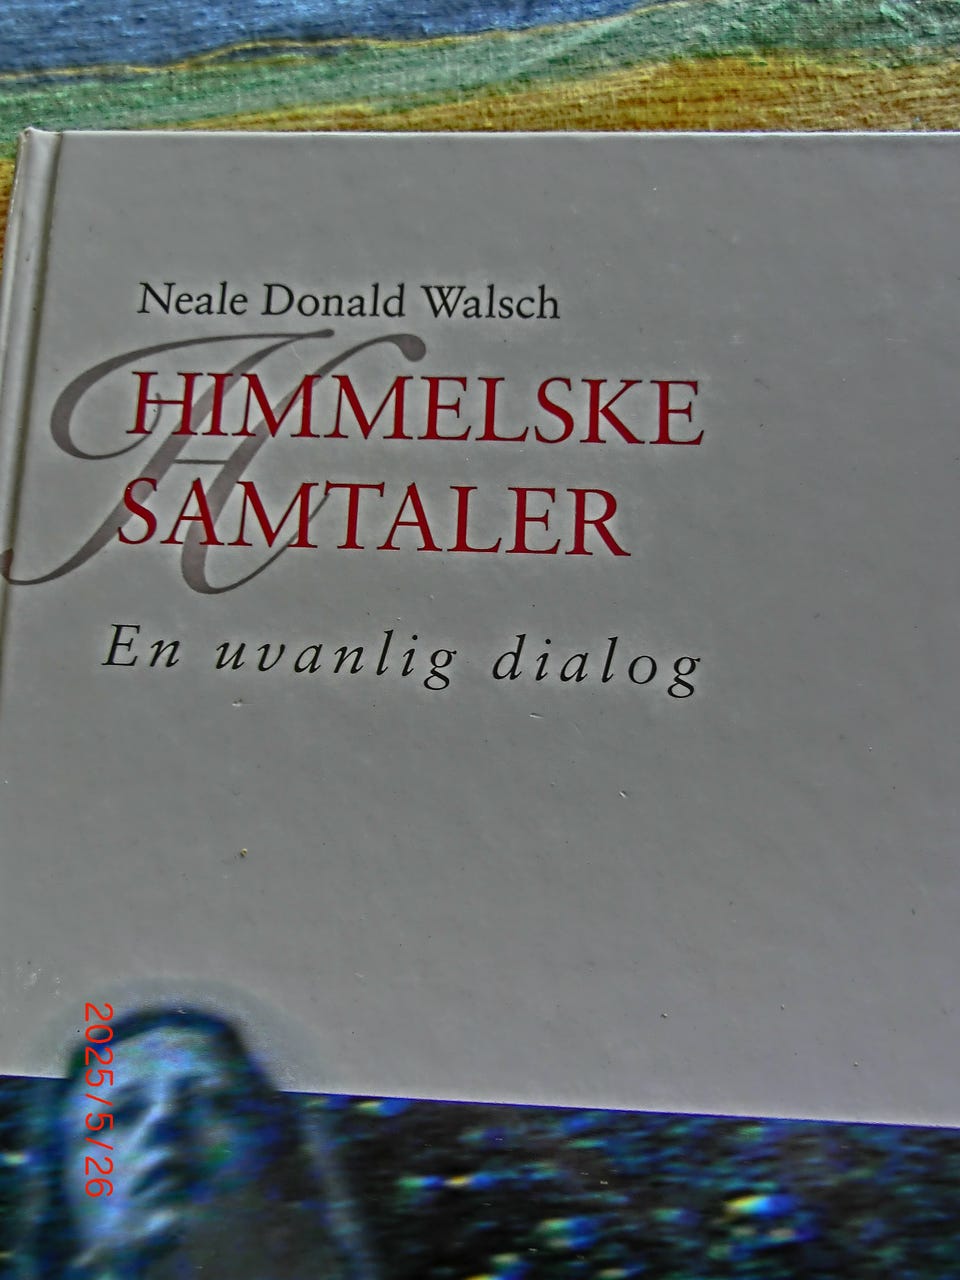 Neale Donald Walsch
HIMMELSKE
SAMTALER
En uvanlig dialog
2025/5/26